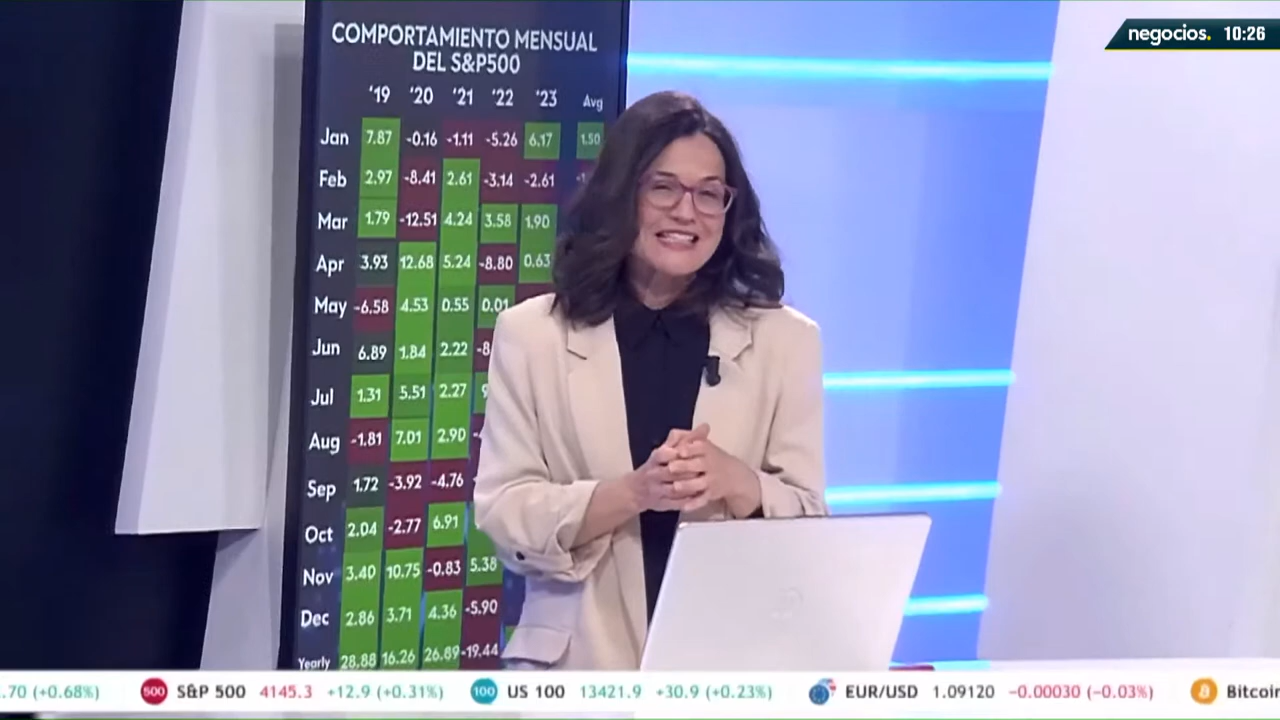 negocios. 10:26
COMPORTAMIENTO MENSUAL
DEL S&P500
'19 '20 '21 '22 '23 Avg
Jan 7.87 -0.16 -1.11 -5.26 6.17 1.50
Feb 2.97 -8.41 2.61 -3.14 -2.61
Mar 1.79 -12.51 4.24 3.58 1.90
Apr 3.93 12.68 5.24 -8.80 0.63
May -6.58 4.53 0.55 0.01
Jun 6.89 1.84 2.22
Jul 1.31 5.51 2.27
Aug -1.81 7.01 2.90
Sep 1.72 -3.92 -4.76
Oct 2.04 -2.77 6.91
Nov 3.40 10.75 -0.83 5.38
Dec 2.86 3.71 4.36 -5.90
Yearly 28.88 16.26 26.89 -19.44
.70 (+0.68%) 500 S&P 500 4145.3 +12.9 (+0.31%) 100 US 100 13421.9 +30.9 (+0.23%) EUR/USD 1.09120 -0.00030 (-0.03%) Bitcoin